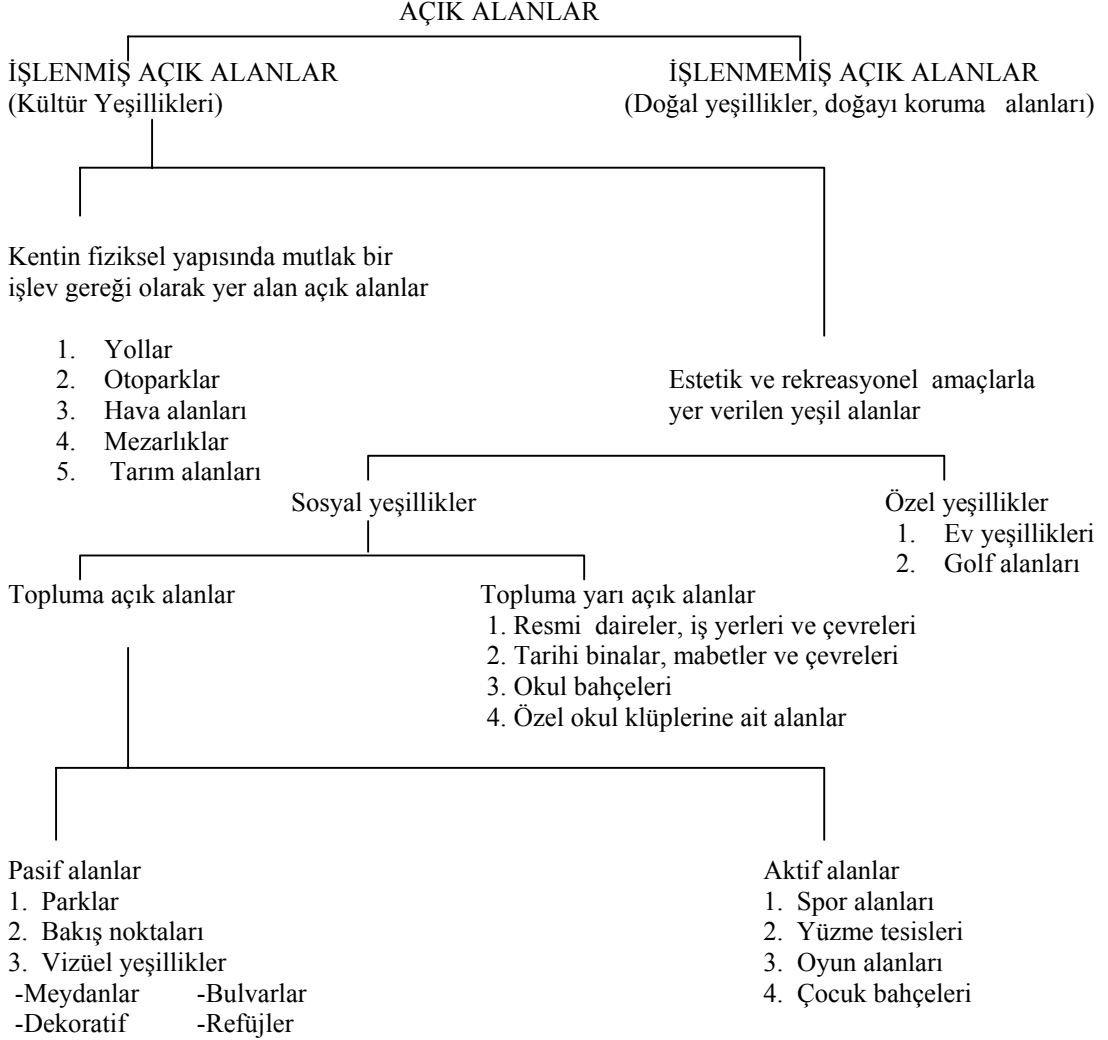 AÇIK ALANLAR
İŞLENMİŞ AÇIK ALANLAR
(Kültür Yeşillikleri)
İŞLENMEMİŞ AÇIK ALANLAR
(Doğal yeşillikler, doğayı koruma alanları)
Kentin fiziksel yapısında mutlak bir
işlev gereği olarak yer alan açık alanlar
1. Yollar
2. Otoparklar
3. Hava alanları
4. Mezarlıklar
5. Tarım alanları
Estetik ve rekreasyonel amaçlarla
yer verilen yeşil alanlar
Sosyal yeşillikler
Özel yeşillikler
1. Ev yeşillikleri
2. Golf alanları
Topluma açık alanlar
Topluma yarı açık alanlar
1. Resmi daireler, iş yerleri ve çevreleri
2. Tarihi binalar, mabetler ve çevreleri
3. Okul bahçeleri
4. Özel okul klüplerine ait alanlar
Pasif alanlar
1. Parklar
2. Bakış noktaları
3. Vizüel yeşillikler
-Meydanlar -Bulvarlar
-Dekoratif -Refüjler
Aktif alanlar
1. Spor alanları
2. Yüzme tesisleri
3. Oyun alanları
4. Çocuk bahçeleri